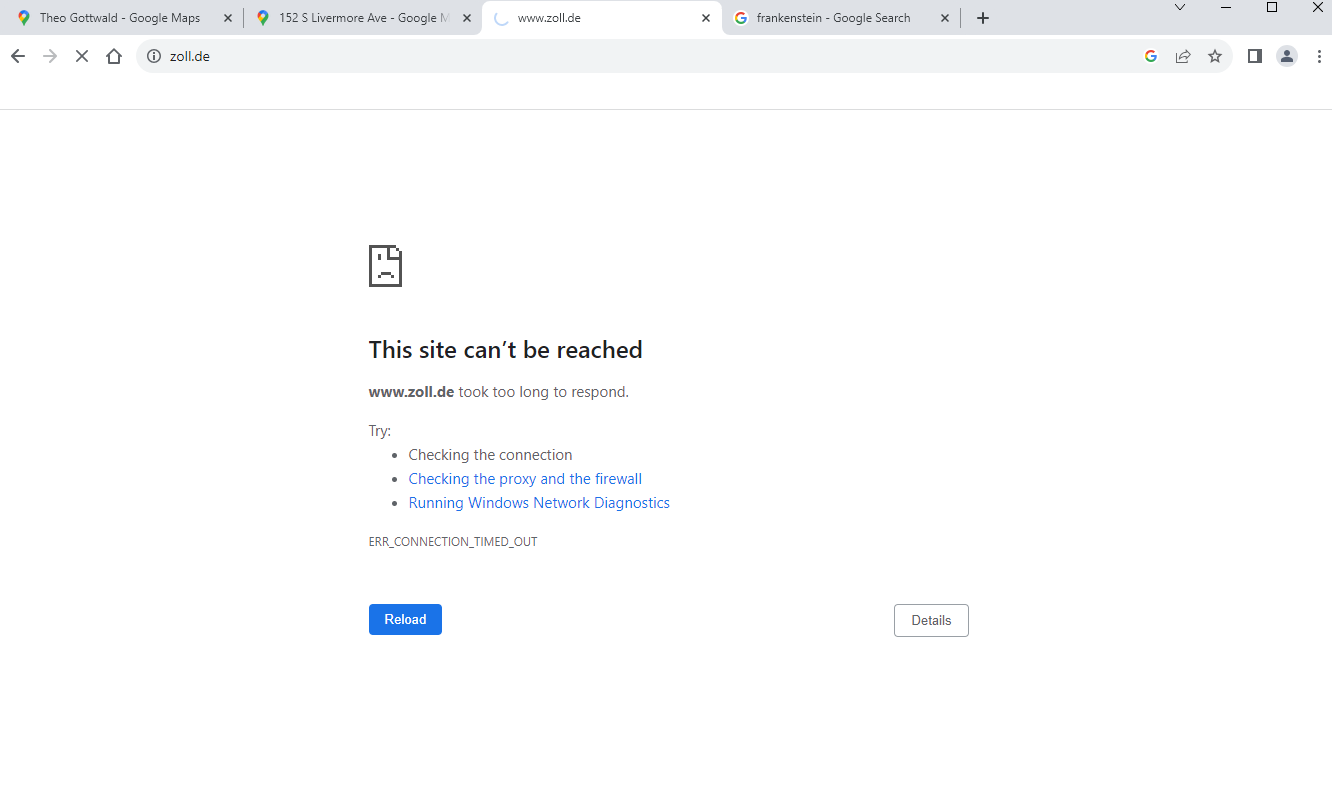 Theo Gottwald - Google Maps
152 S Livermore Ave - Google M
www.zoll.de
frankenstein - Google Search
zoll.de
This site can’t be reached
www.zoll.de took too long to respond.
Try:
Checking the connection
Checking the proxy and the firewall
Running Windows Network Diagnostics
ERR_CONNECTION_TIMED_OUT
Reload
Details